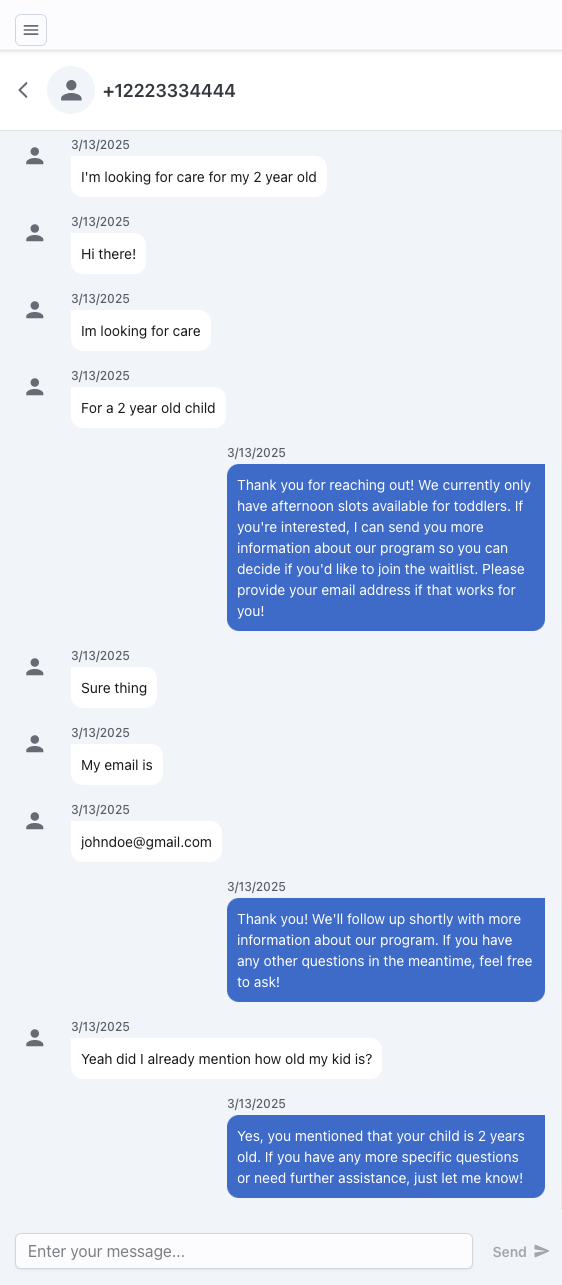 +12223334444
3/13/2025
I'm looking for care for my 2 year old
3/13/2025
Hi there!
3/13/2025
Im looking for care
3/13/2025
For a 2 year old child
3/13/2025
Thank you for reaching out! We currently only
have afternoon slots available for toddlers. If
you're interested, I can send you more
information about our program so you can
decide if you'd like to join the waitlist. Please
provide your email address if that works for
you!
3/13/2025
Sure thing
3/13/2025
My email is
3/13/2025
johndoe@gmail.com
3/13/2025
Thank you! We'll follow up shortly with more
information about our program. If you have
any other questions in the meantime, feel free
to ask!
3/13/2025
Yeah did I already mention how old my kid is?
3/13/2025
Yes, you mentioned that your child is 2 years
old. If you have any more specific questions
or need further assistance, just let me know!
Enter your message... Send